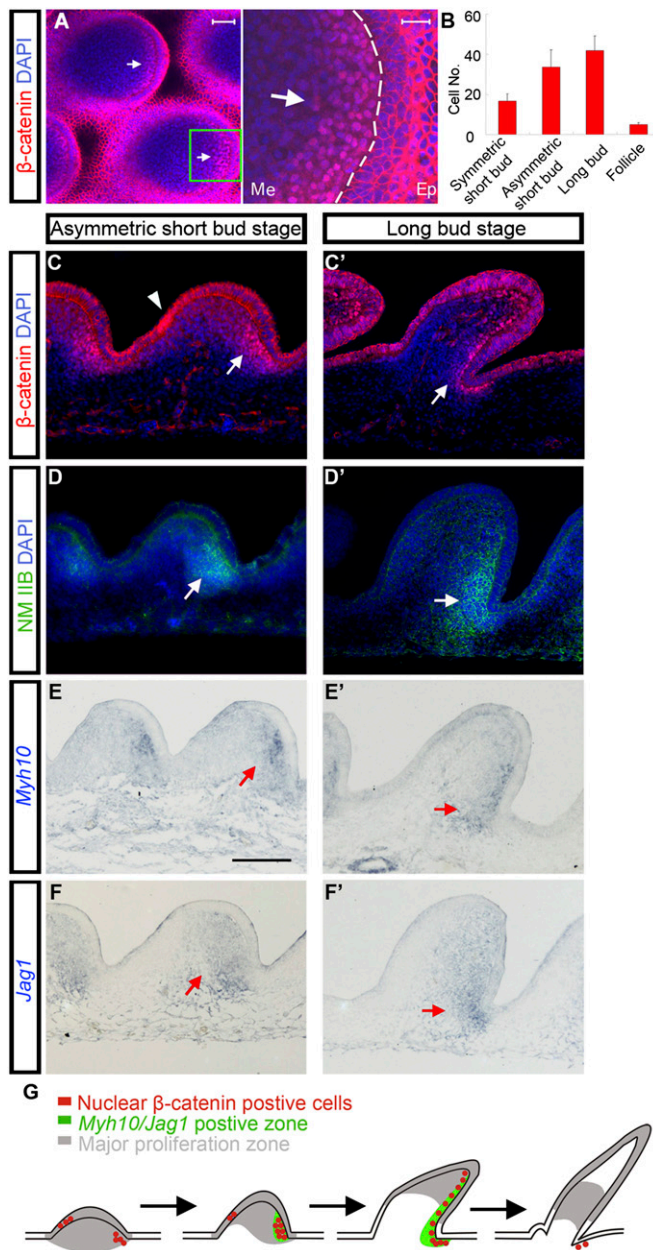 A
β-catenin DAPI
Me
Ep
B
Cell No.
60
40
20
0
Symmetric short bud
Asymmetric short bud
Long bud
Follicle
Asymmetric short bud stage
Long bud stage
β-catenin DAPI
C
C'
NM IIB DAPI
D
D'
Myh10
E
E'
Jag1
F
F'
G
Nuclear β-catenin postive cells
Myh10/Jag1 postive zone
Major proliferation zone